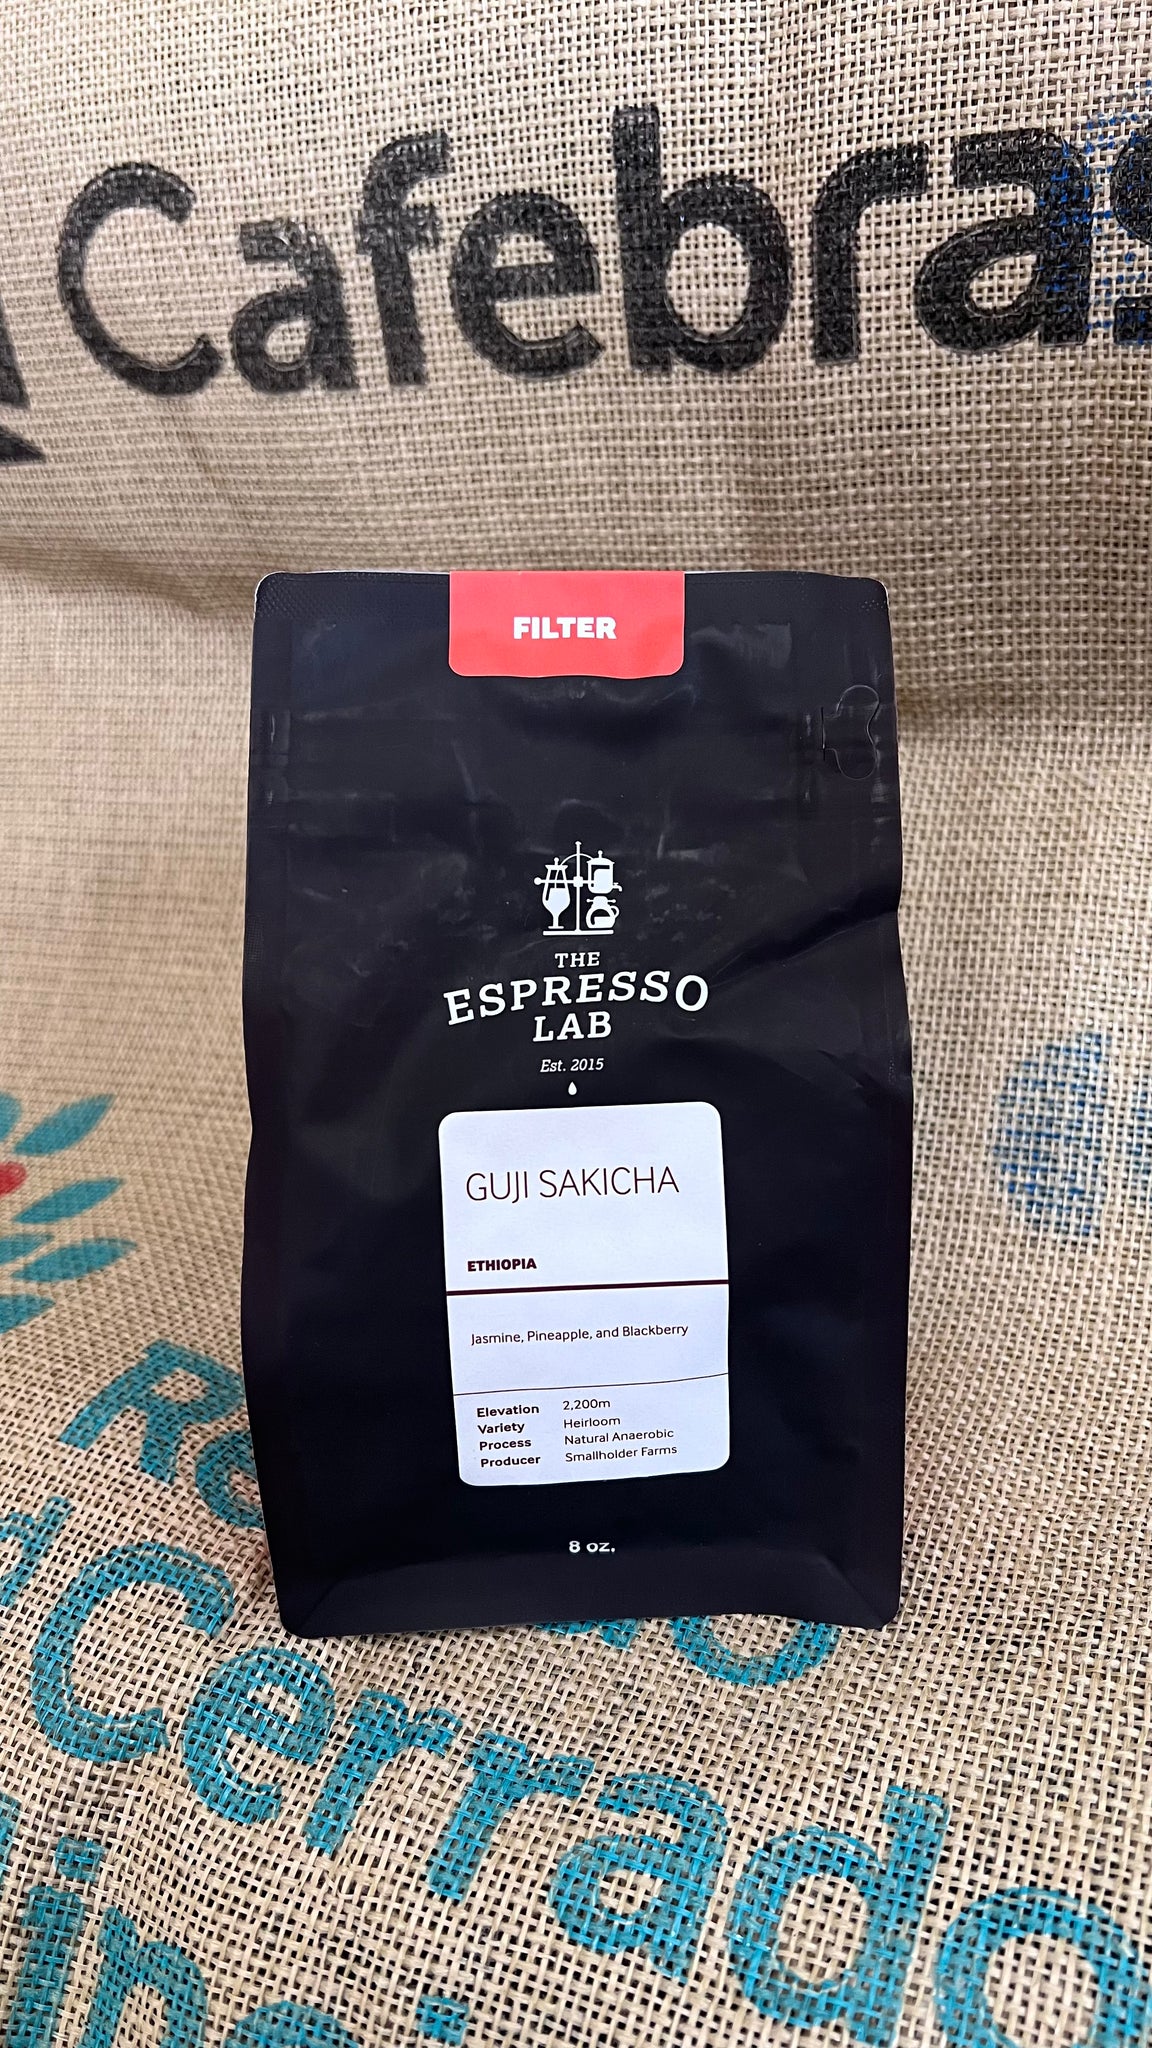 Cafebras
FILTER
THE
ESPRESSO
LAB
Est. 2015
GUJI SAKICHA
ETHIOPIA
Jasmine, Pineapple, and Blackberry
Elevation 2,200m
Variety Heirloom
Process Natural Anaerobic
Producer Smallholder Farms
8 oz.
Cerrado